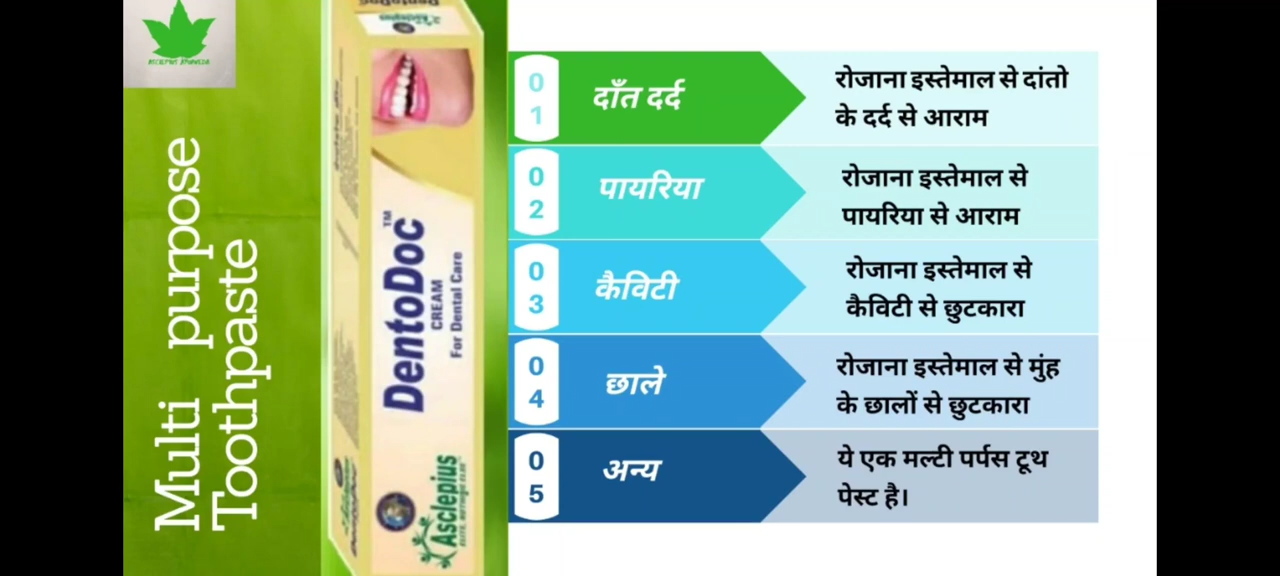 Multi purpose
Toothpaste
DentoDoc™
CREAM
For Dental Care
Asclepius
01
दाँत दर्द
रोजाना इस्तेमाल से दांतो
के दर्द से आराम
02
पायरिया
रोजाना इस्तेमाल से
पायरिया से आराम
03
कैविटी
रोजाना इस्तेमाल से
कैविटी से छुटकारा
04
छाले
रोजाना इस्तेमाल से मुंह
के छालों से छुटकारा
05
अन्य
ये एक मल्टी पर्पस टूथ
पेस्ट है।